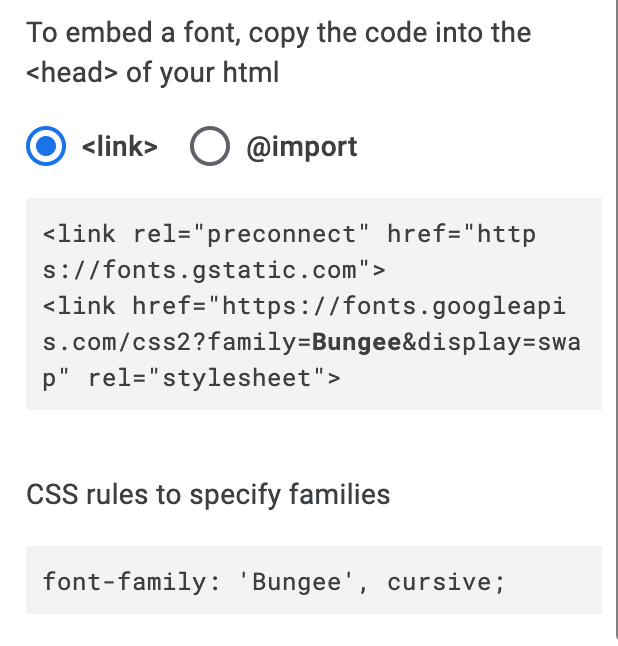 To embed a font, copy the code into the
<head> of your html
<link> @import
<link rel="preconnect" href="http
s://fonts.gstatic.com">
<link href="https://fonts.googleapi
s.com/css2?family=Bungee&display=swa
p" rel="stylesheet">
CSS rules to specify families
font-family: 'Bungee', cursive;